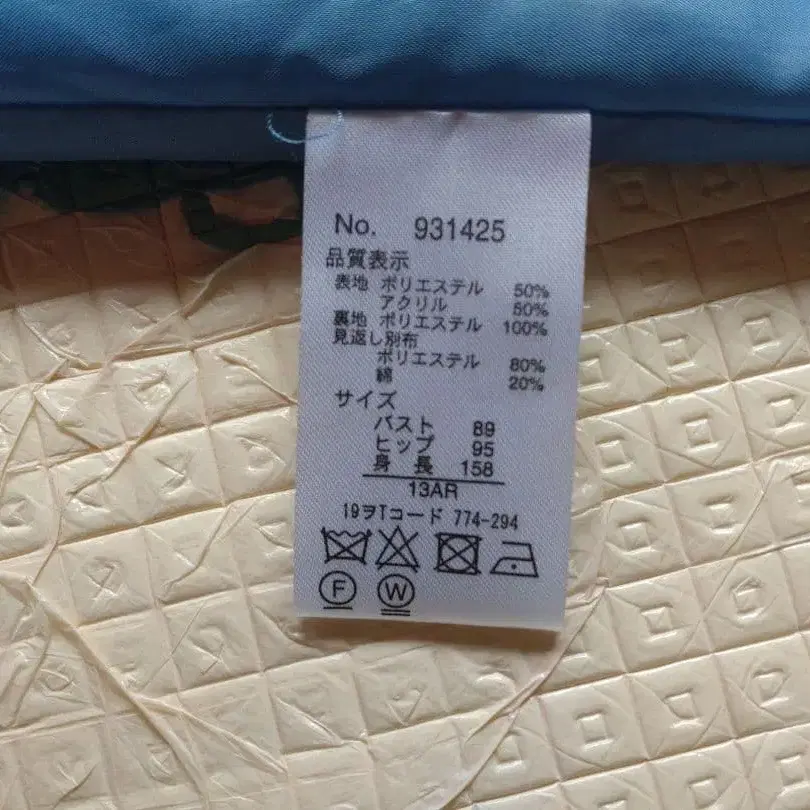 No. 931425
品質表示
表地 ポリエステル 50%
アクリル 50%
裏地 ポリエステル 100%
見返し別布
ポリエステル 80%
綿 20%
サイズ
バスト 89
ヒップ 95
身長 158
13AR
19ヲTコード 774-294
F W